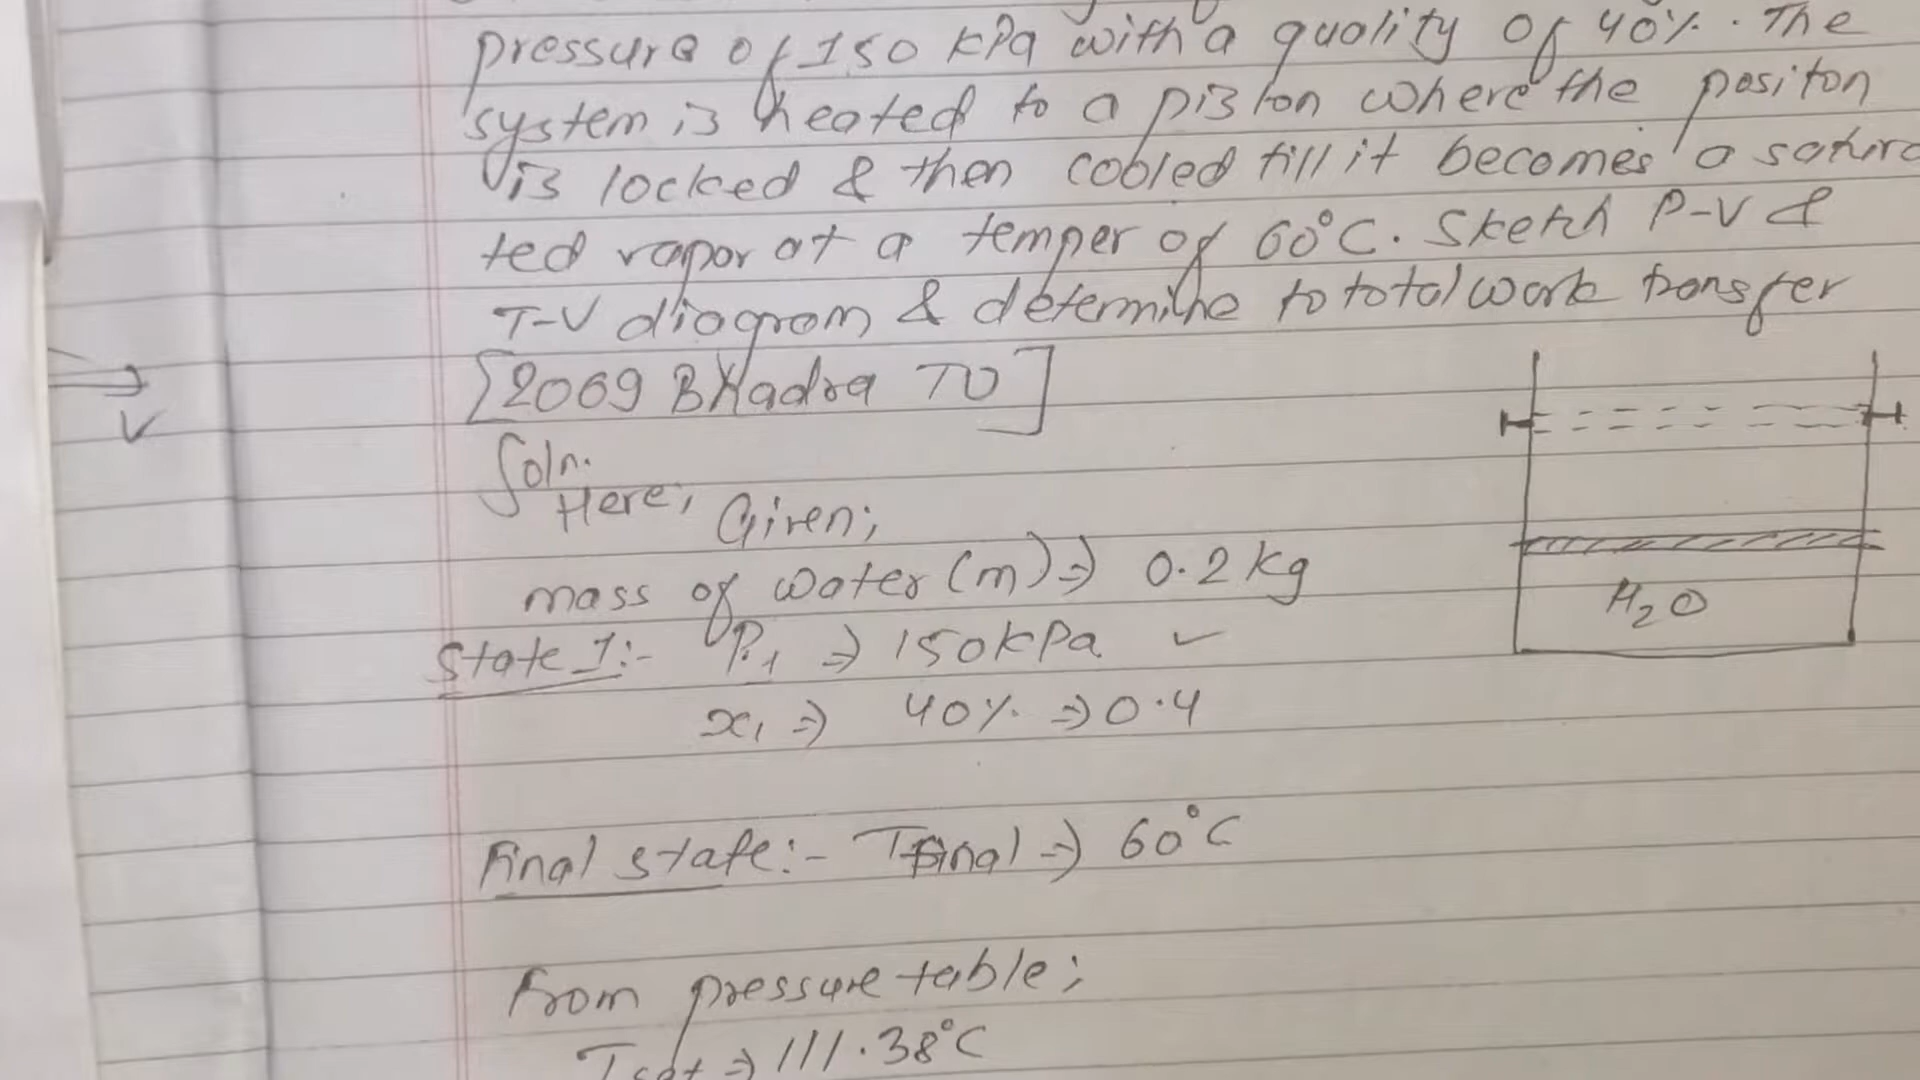 pressure of 150 kPa with a quality of 40%. The
system is heated to a piston where the positon
is locked & then cooled till it becomes a satura
ted vapor at a temper of 60°C. Sketch P-V &
T-V diagram & determine to total work transfer
[2069 Bhadra TU]
Soln.
Here, Given;
mass of water (m) ⇒ 0.2 kg
H2O
State 1:- P1 ⇒ 150 kPa ✓
x1 ⇒ 40% ⇒ 0.4
Final state:- Tfinal ⇒ 60°C
from pressure table;
Tsat ⇒ 111.38°C
V